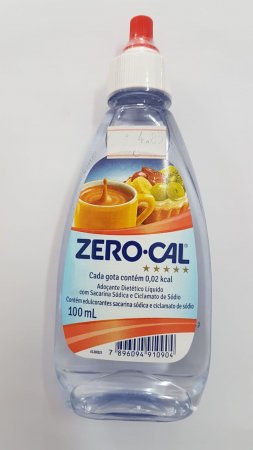 ZERO-CAL
Cada gota contém 0,02 kcal
Adoçante Dietético Líquido
com Sacarina Sódica e Ciclamato de Sódio
Contém edulcorantes sacarina sódica e ciclamato de sódio
100 mL
7 896094 910904